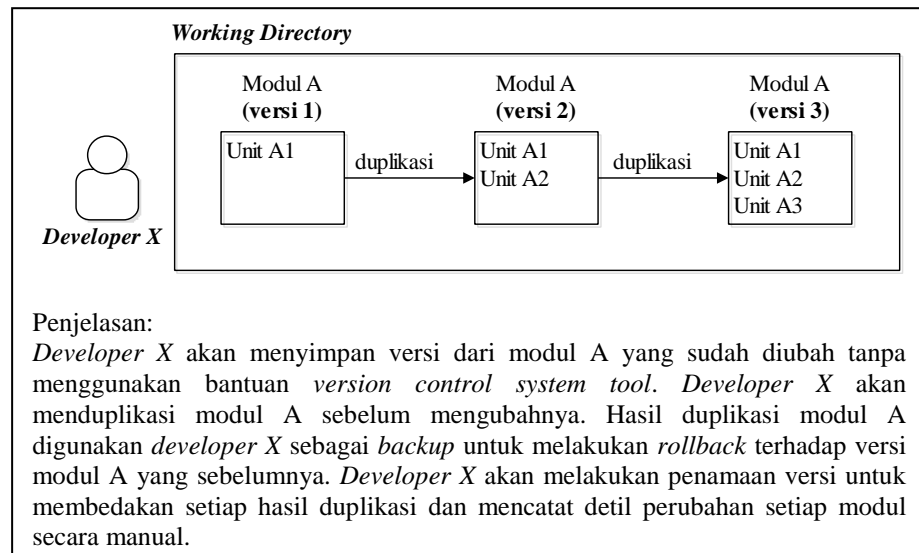 Working Directory
Modul A
(versi 1)
Modul A
(versi 2)
Modul A
(versi 3)
Unit A1
duplikasi
Unit A1
Unit A2
duplikasi
Unit A1
Unit A2
Unit A3
Developer X
Penjelasan:
Developer X akan menyimpan versi dari modul A yang sudah diubah tanpa
menggunakan bantuan version control system tool. Developer X akan
menduplikasi modul A sebelum mengubahnya. Hasil duplikasi modul A
digunakan developer X sebagai backup untuk melakukan rollback terhadap versi
modul A yang sebelumnya. Developer X akan melakukan penamaan versi untuk
membedakan setiap hasil duplikasi dan mencatat detil perubahan setiap modul
secara manual.